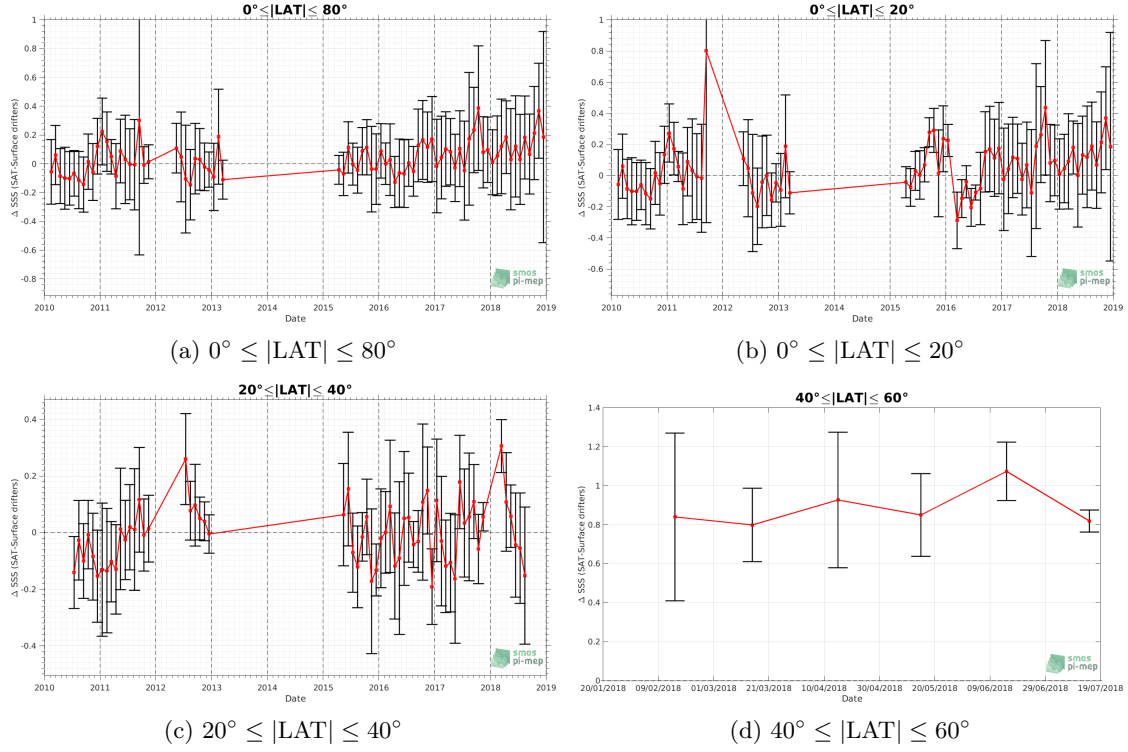 0°≤|LAT|≤ 80°
Δ SSS (SAT-Surface drifters)
1
0.8
0.6
0.4
0.2
0
-0.2
-0.4
-0.6
-0.8
2010 2011 2012 2013 2014 2015 2016 2017 2018 2019
Date
smos
pi-mep
(a) 0° ≤ |LAT| ≤ 80°
0°≤|LAT|≤ 20°
Δ SSS (SAT-Surface drifters)
1
0.8
0.6
0.4
0.2
0
-0.2
-0.4
-0.6
2010 2011 2012 2013 2014 2015 2016 2017 2018 2019
Date
smos
pi-mep
(b) 0° ≤ |LAT| ≤ 20°
20°≤|LAT|≤ 40°
Δ SSS (SAT-Surface drifters)
0.4
0.2
0
-0.2
-0.4
2010 2011 2012 2013 2014 2015 2016 2017 2018 2019
Date
smos
pi-mep
(c) 20° ≤ |LAT| ≤ 40°
40°≤|LAT|≤ 60°
Δ SSS (SAT-Surface drifters)
1.4
1.2
1
0.8
0.6
0.4
0.2
0
20/01/2018 09/02/2018 01/03/2018 21/03/2018 10/04/2018 30/04/2018 20/05/2018 09/06/2018 29/06/2018 19/07/2018
Date
smos
pi-mep
(d) 40° ≤ |LAT| ≤ 60°